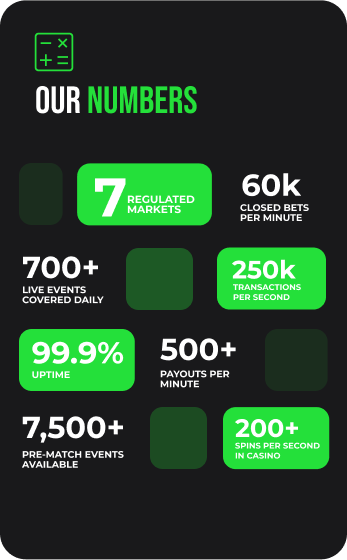 OUR NUMBERS
7 REGULATED
MARKETS
60k
CLOSED BETS
PER MINUTE
700+
LIVE EVENTS
COVERED DAILY
250k
TRANSACTIONS
PER SECOND
99.9%
UPTIME
500+
PAYOUTS PER
MINUTE
7,500+
PRE-MATCH EVENTS
AVAILABLE
200+
SPINS PER SECOND
IN CASINO